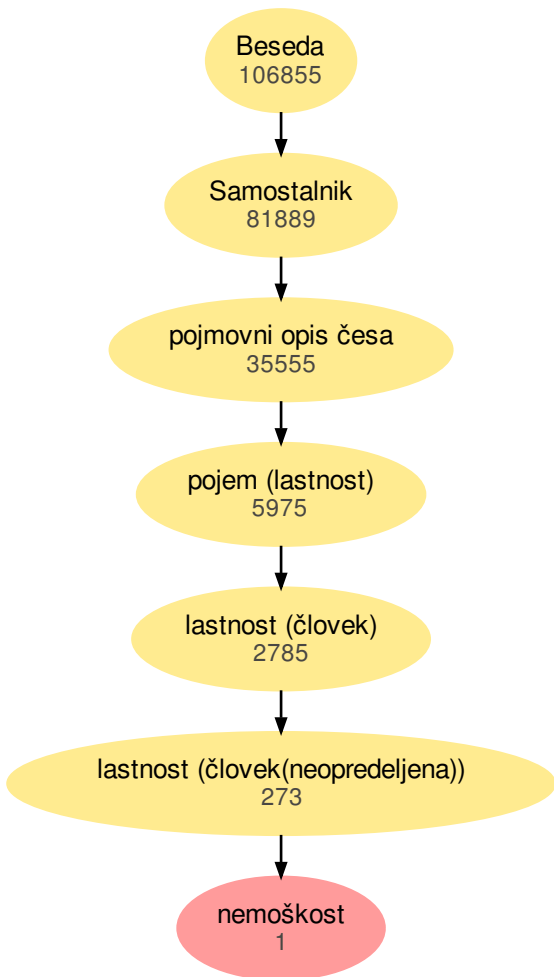 Beseda
106855
Samostalnik
81889
pojmovni opis česa
35555
pojem (lastnost)
5975
lastnost (človek)
2785
lastnost (človek(neopredeljena))
273
nemoškost
1